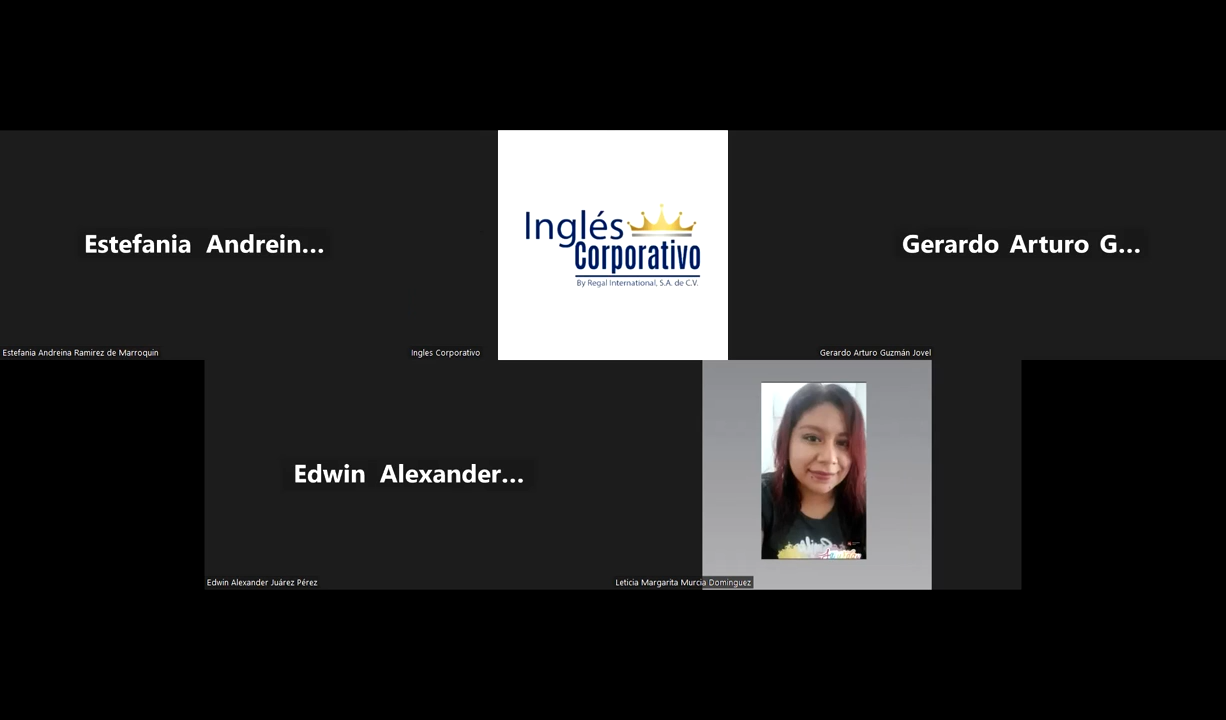 Estefania Andrein...
Inglés
Corporativo
By Regal International, S.A. de C.V.
Gerardo Arturo G...
Estefania Andreina Ramirez de Marroquin
Ingles Corporativo
Gerardo Arturo Guzmán Jovel
Edwin Alexander...
Edwin Alexander Juárez Pérez
Leticia Margarita Murcia Dominguez